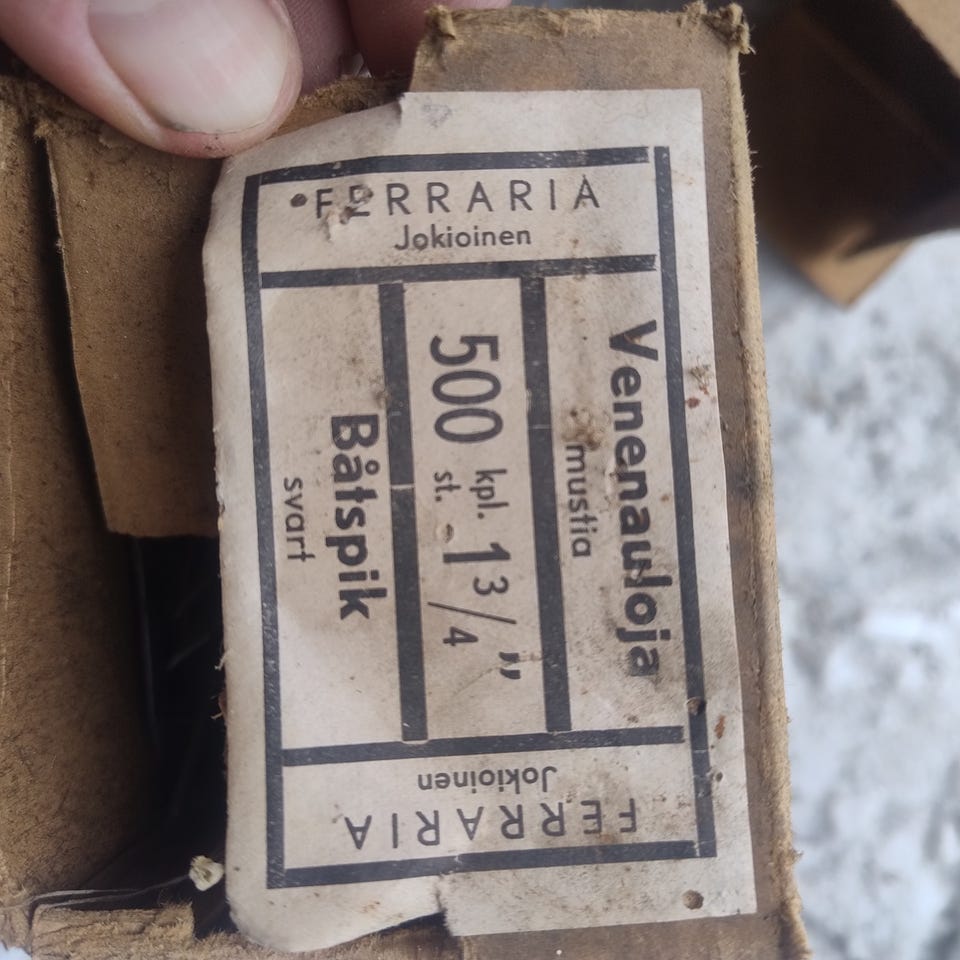 FERRARIA
Jokioinen
Venenauloja
mustia
500 kpl. st. 1 3/4”
Båtspik
svart
FERRARIA
Jokioinen